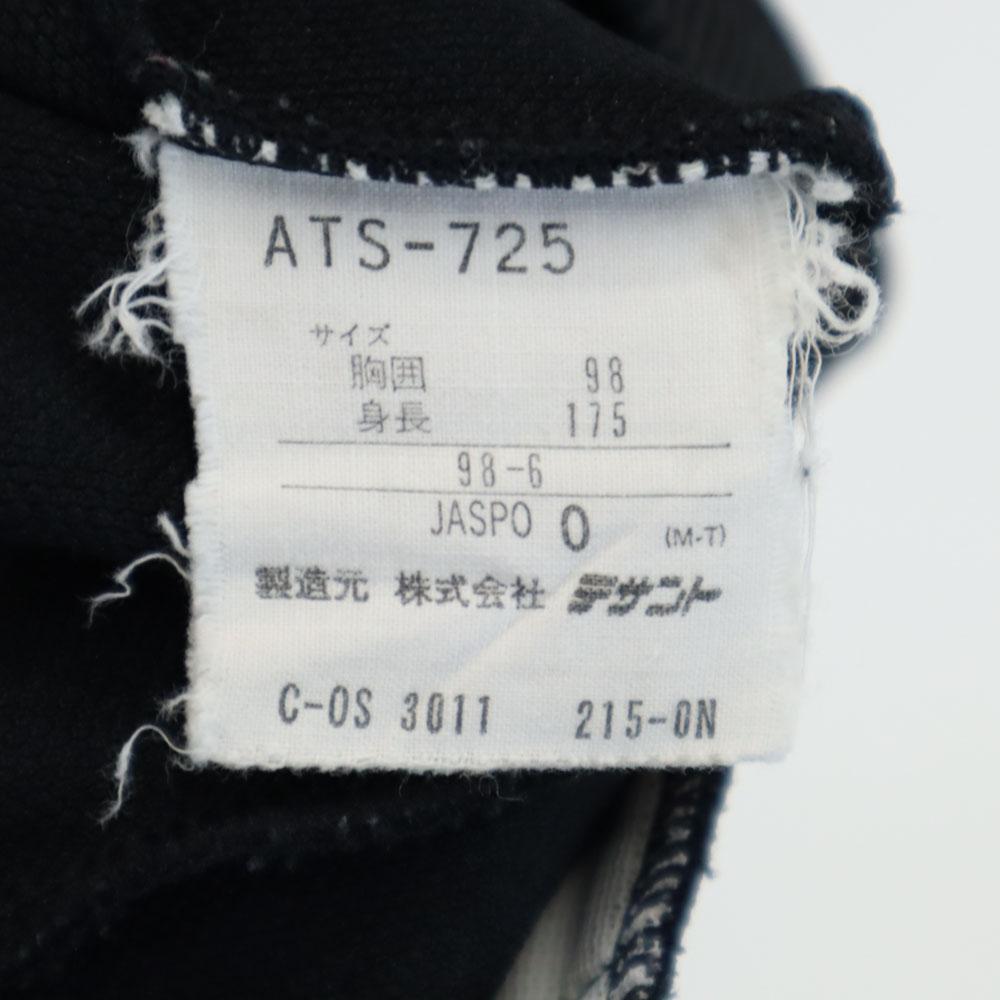 ATS-725
サイズ
胸囲 98
身長 175
98-6
JASPO O (M-T)
製造元 株式会社 デサント
C-OS 3011 215-ON